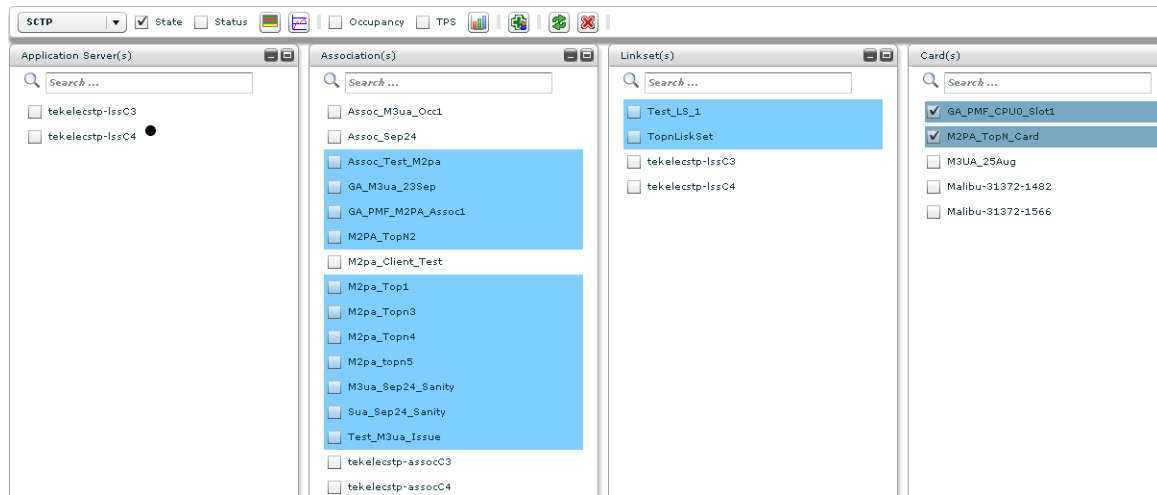 SCTP State Status Occupancy TPS
Application Server(s)
Search ...
tekelecstp-lssC3
tekelecstp-lssC4
Association(s)
Search ...
Assoc_M3ua_Occ1
Assoc_Sep24
Assoc_Test_M2pa
GA_M3ua_23Sep
GA_PMF_M2PA_Assoc1
M2PA_TopN2
M2pa_Client_Test
M2pa_Top1
M2pa_Topn3
M2pa_Topn4
M2pa_topn5
M3ua_Sep24_Sanity
Sua_Sep24_Sanity
Test_M3ua_Issue
tekelecstp-assocC3
tekelecstp-assocC4
Linkset(s)
Search ...
Test_LS_1
TopnLiskSet
tekelecstp-lssC3
tekelecstp-lssC4
Card(s)
Search ...
GA_PMF_CPU0_Slot1
M2PA_TopN_Card
M3UA_25Aug
Malibu-31372-1482
Malibu-31372-1566